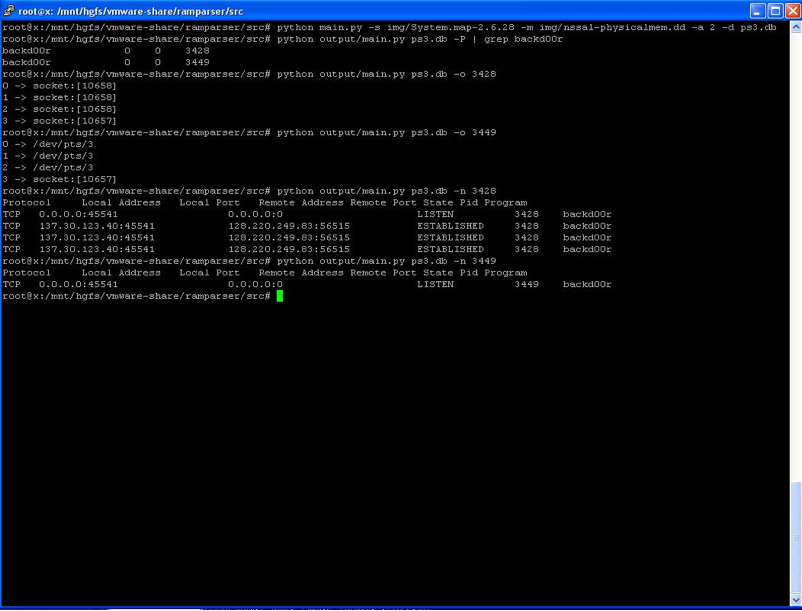 root@x: /mnt/hgfs/vmware-share/ramparser/src
root@x:/mnt/hgfs/vmware-share/ramparser/src# python main.py -s img/System.map-2.6.28 -m img/nssal-physicalmem.dd -a 2 -d ps3.db
root@x:/mnt/hgfs/vmware-share/ramparser/src# python output/main.py ps3.db -P | grep backd00r
backd00r 0 0 3428
backd00r 0 0 3449
root@x:/mnt/hgfs/vmware-share/ramparser/src# python output/main.py ps3.db -o 3428
0 -> socket:[10658]
1 -> socket:[10658]
2 -> socket:[10658]
3 -> socket:[10657]
root@x:/mnt/hgfs/vmware-share/ramparser/src# python output/main.py ps3.db -o 3449
0 -> /dev/pts/3
1 -> /dev/pts/3
2 -> /dev/pts/3
3 -> socket:[10657]
root@x:/mnt/hgfs/vmware-share/ramparser/src# python output/main.py ps3.db -n 3428
Protocol Local Address Local Port Remote Address Remote Port State Pid Program
TCP 0.0.0.0:45541 0.0.0.0:0 LISTEN 3428 backd00r
TCP 137.30.123.40:45541 128.220.249.83:56515 ESTABLISHED 3428 backd00r
TCP 137.30.123.40:45541 128.220.249.83:56515 ESTABLISHED 3428 backd00r
TCP 137.30.123.40:45541 128.220.249.83:56515 ESTABLISHED 3428 backd00r
root@x:/mnt/hgfs/vmware-share/ramparser/src# python output/main.py ps3.db -n 3449
Protocol Local Address Local Port Remote Address Remote Port State Pid Program
TCP 0.0.0.0:45541 0.0.0.0:0 LISTEN 3449 backd00r
root@x:/mnt/hgfs/vmware-share/ramparser/src#